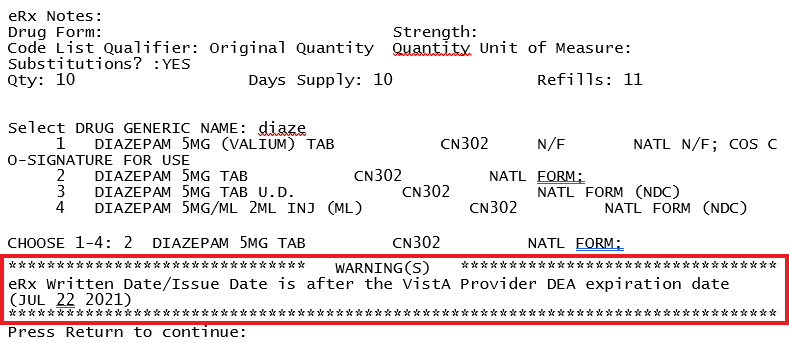 eRx Notes:
Drug Form: Strength:
Code List Qualifier: Original Quantity Quantity Unit of Measure:
Substitutions? :YES
Qty: 10 Days Supply: 10 Refills: 11
Select DRUG GENERIC NAME: diaze
1 DIAZEPAM 5MG (VALIUM) TAB CN302 N/F NATL N/F; COS C
O-SIGNATURE FOR USE
2 DIAZEPAM 5MG TAB CN302 NATL FORM;
3 DIAZEPAM 5MG TAB U.D. CN302 NATL FORM (NDC)
4 DIAZEPAM 5MG/ML 2ML INJ (ML) CN302 NATL FORM (NDC)
CHOOSE 1-4: 2 DIAZEPAM 5MG TAB CN302 NATL FORM;
******************************* WARNING(S) *********************************
eRx Written Date/Issue Date is after the VistA Provider DEA expiration date
(JUL 22 2021)
********************************************************************************
Press Return to continue: